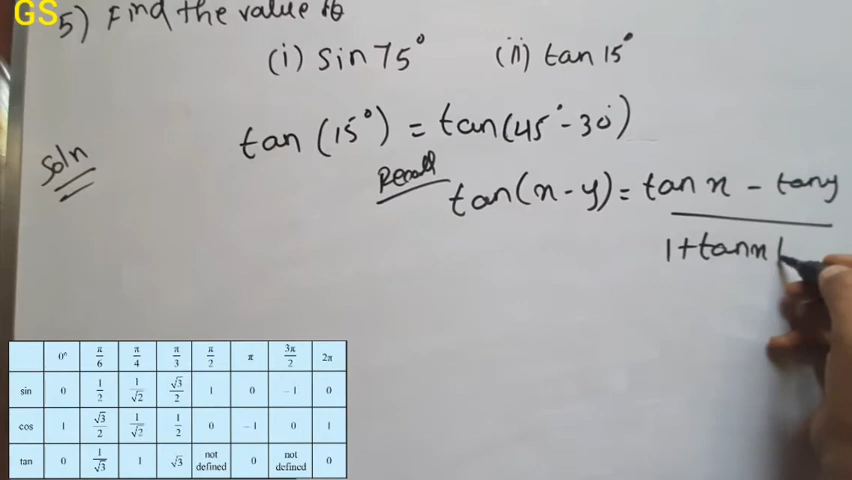 GS
5) Find the value of
(i) sin 75° (ii) tan 15°
tan (15°) = tan(45° - 30°)
Soln
Recall
tan(x - y) = tan x - tan y
1 + tan x
0° π/6 π/4 π/3 π/2 π 3π/2 2π
sin 0 1/2 1/√2 √3/2 1 0 -1 0
cos 1 √3/2 1/√2 1/2 0 -1 0 1
tan 0 1/√3 1 √3 not defined 0 not defined 0